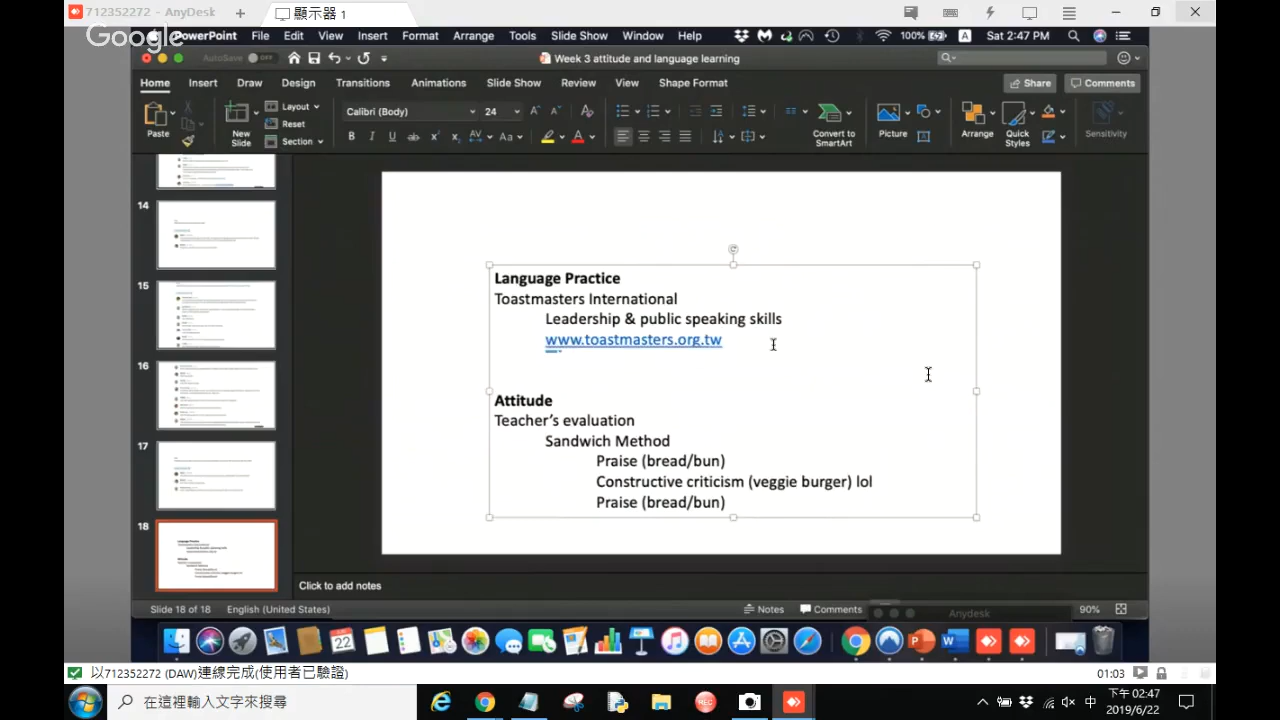 712352272 - AnyDesk
顯示器 1
Google
PowerPoint File Edit View Insert Format Arrange Tools Slide Show Window Help
100% A Sat 2:47 PM
AutoSave OFF
Week 3 attitude and language learning
Home Insert Draw Design Transitions Animations Slide Show Review View Shape Format
Share Comments
Paste
New Slide
Layout
Reset
Section
Calibri (Body) 24
Convert to SmartArt
Picture
Arrange
Quick Styles
Sensitivity
14
15
16
17
18
Language Practice
Toastmasters International
Leadership & public speaking skills
www.toastmasters.org.tw
Attitude
Teacher's evaluation
Sandwich Method
Praise (bread/bun)
Constructive criticism (veggie burger) lol
Praise (bread/bun)
Click to add notes
Slide 18 of 18 English (United States)
Notes Comments Anydesk 90%
以712352272 (DAW)連線完成(使用者已驗證)
01:03
在這裡輸入文字來搜尋
REC
中
下午 02:47
2019/6/22